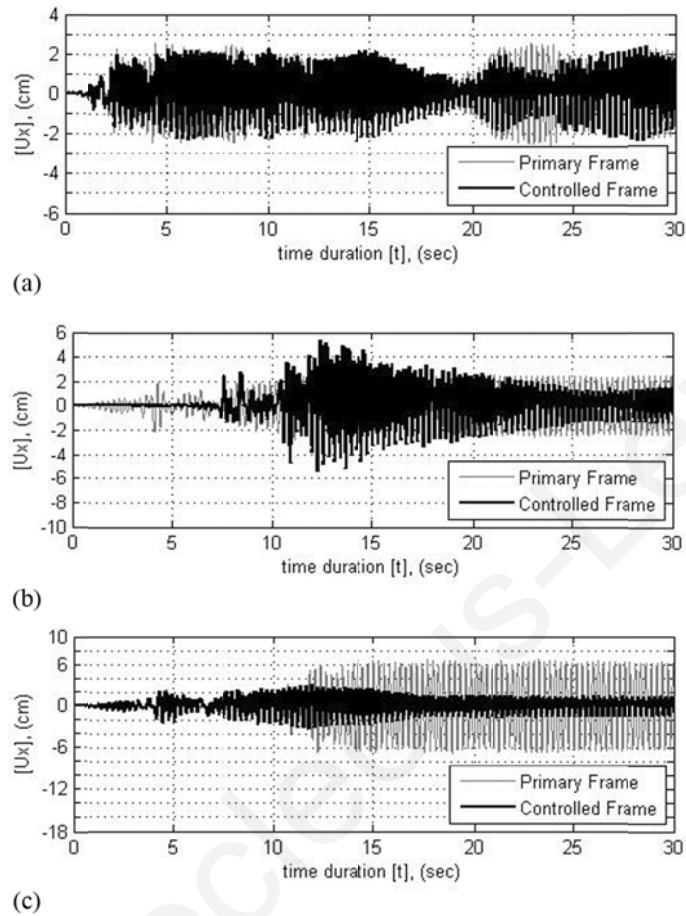 4
2
0
-2
-4
-6
[Ux], (cm)
Primary Frame
Controlled Frame
0 5 10 15 20 25 30
time duration [t], (sec)
(a)
6
4
2
0
-2
-4
-6
-8
-10
[Ux], (cm)
Primary Frame
Controlled Frame
0 5 10 15 20 25 30
time duration [t], (sec)
(b)
10
6
0
-6
-12
-18
[Ux], (cm)
Primary Frame
Controlled Frame
0 5 10 15 20 25 30
time duration [t], (sec)
(c)